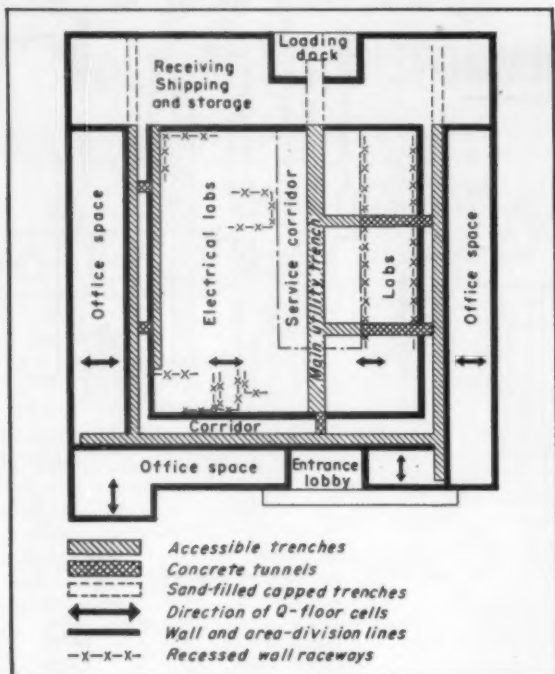 Loading
dock
Receiving
Shipping
and storage
Office space
Electrical labs
Service corridor
Main utility trench
Labs
Office space
Corridor
Office space
Entrance
lobby
Accessible trenches
Concrete tunnels
Sand-filled capped trenches
Direction of Q-floor cells
Wall and area-division lines
Recessed wall raceways